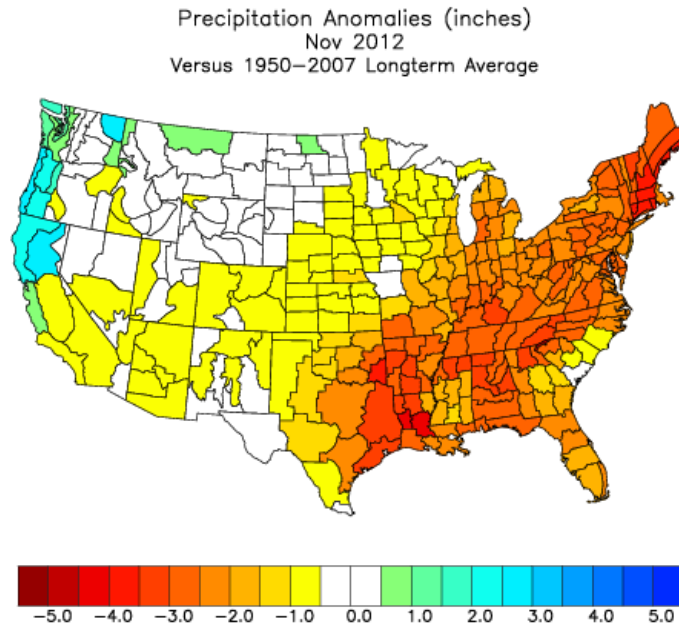 Precipitation Anomalies (inches)
Nov 2012
Versus 1950-2007 Longterm Average
-5.0 -4.0 -3.0 -2.0 -1.0 0.0 1.0 2.0 3.0 4.0 5.0